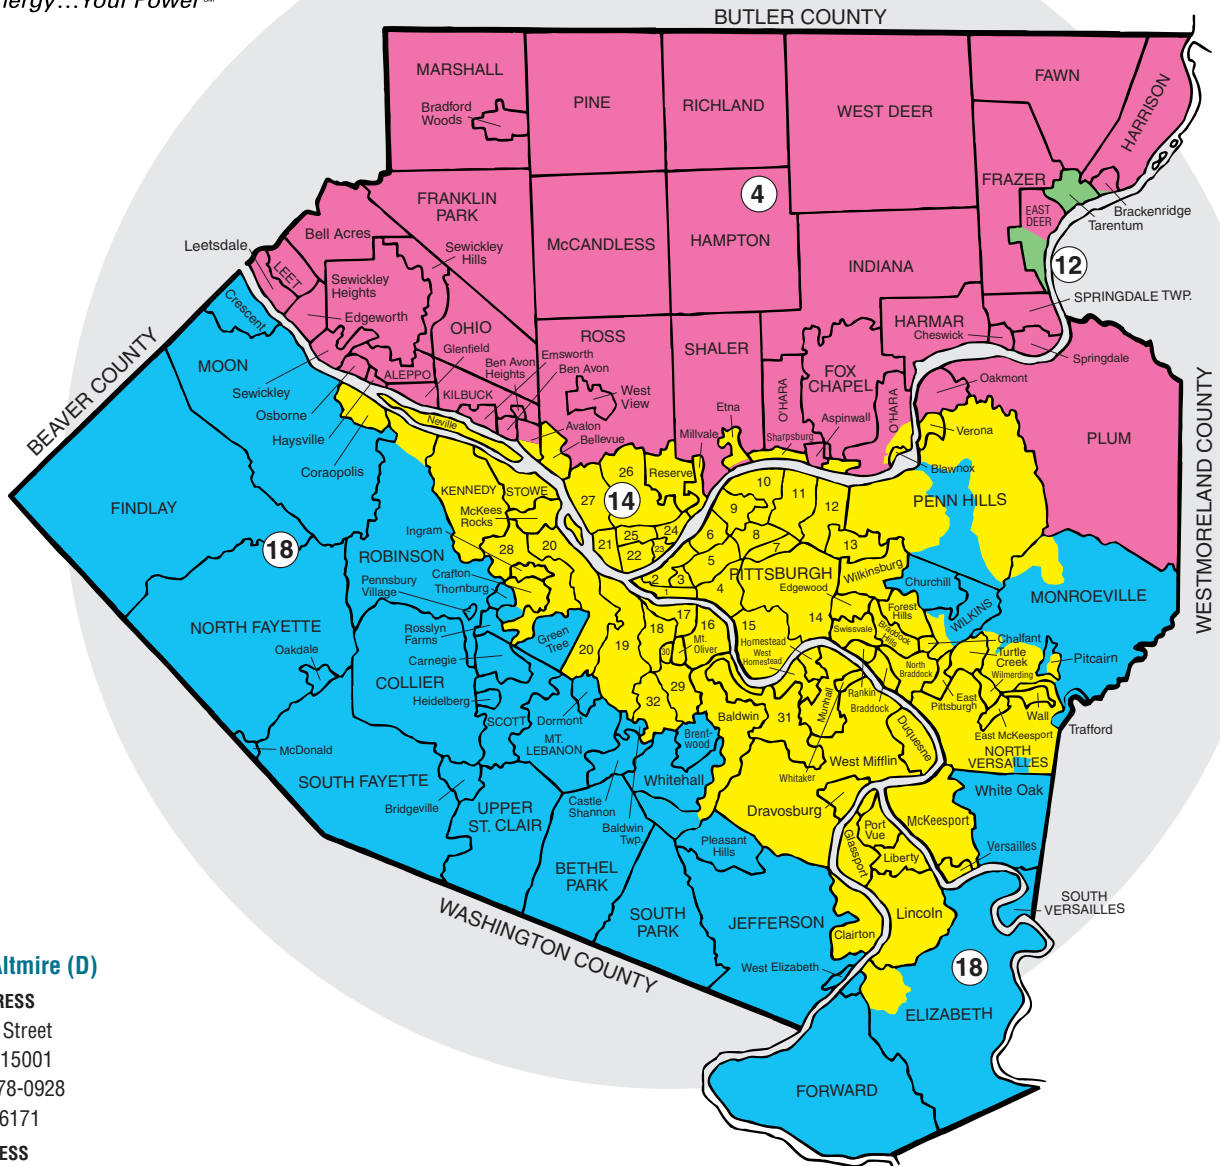 nergy...Your Power
BUTLER COUNTY
MARSHALL
Bradford
Woods
PINE
RICHLAND
WEST DEER
FAWN
HARRISON
FRAZER
EAST
DEER
Tarentum
Brackenridge
4
12
FRANKLIN
PARK
McCANDLESS
HAMPTON
INDIANA
Bell Acres
Sewickley
Hills
Leetsdale
LEET
Sewickley
Heights
Edgeworth
SPRINGDALE TWP.
Crescent
OHIO
Glenfield
ROSS
SHALER
HARMAR
Cheswick
Springdale
BEAVER COUNTY
MOON
Sewickley
ALEPPO
KILBUCK
Ben Avon
Heights
Emsworth
Ben Avon
West
View
O'HARA
FOX
CHAPEL
O'HARA
Oakmont
Aspinwall
Osborne
Haysville
Coraopolis
Neville
Avalon
Bellevue
Millvale
Etna
Sharpsburg
Verona
Blawnox
PLUM
WESTMORELAND COUNTY
FINDLAY
KENNEDY
STOWE
McKees
Rocks
26
Reserve
27
14
10
11
9
12
PENN HILLS
18
Ingram
ROBINSON
28
20
21
25
22
24
23
6
8
7
13
Crafton
Thornburg
Pennsbury
Village
5
2
3
1
4
PITTSBURGH
Edgewood
Wilkinsburg
Churchill
WILKINS
MONROEVILLE
NORTH FAYETTE
Rosslyn
Farms
Green
Tree
20
19
18
17
16
30
Mt.
Oliver
15
14
Homestead
West
Homestead
Swissvale
Forest
Hills
Braddock
Hills
Chalfant
Turtle
Creek
Wilmerding
Pitcairn
Oakdale
Carnegie
COLLIER
Heidelberg
SCOTT
Dormont
MT.
LEBANON
32
29
Baldwin
31
Munhall
Rankin
Braddock
North
Braddock
East
Pittsburgh
Wall
East McKeesport
Trafford
NORTH
VERSAILLES
McDonald
SOUTH FAYETTE
Bridgeville
Brent-
wood
Whitehall
Whitaker
West Mifflin
Duquesne
White Oak
UPPER
ST. CLAIR
Castle
Shannon
Baldwin
Twp.
Dravosburg
McKeesport
Port
Vue
Glassport
Liberty
Versailles
Pleasant
Hills
BETHEL
PARK
SOUTH
PARK
JEFFERSON
Clairton
Lincoln
SOUTH
VERSAILLES
WASHINGTON COUNTY
West Elizabeth
18
ELIZABETH
FORWARD
Altmire (D)
RESS
Street
15001
78-0928
6171
ESS